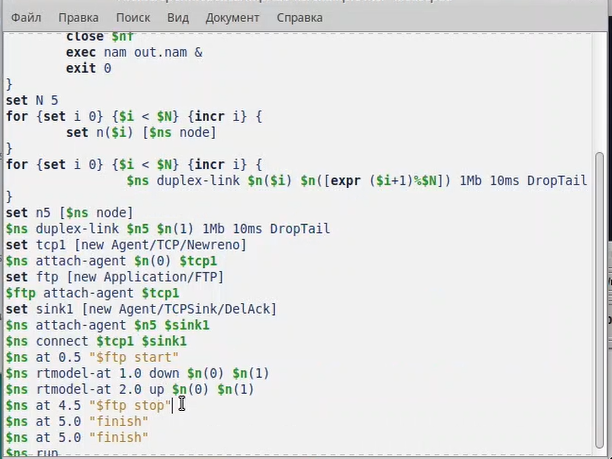 Файл Правка Поиск Вид Документ Справка
close $nf
exec nam out.nam &
exit 0
}
set N 5
for {set i 0} {$i < $N} {incr i} {
set n($i) [$ns node]
}
for {set i 0} {$i < $N} {incr i} {
$ns duplex-link $n($i) $n([expr ($i+1)%$N]) 1Mb 10ms DropTail
}
set n5 [$ns node]
$ns duplex-link $n5 $n(1) 1Mb 10ms DropTail
set tcp1 [new Agent/TCP/Newreno]
$ns attach-agent $n(0) $tcp1
set ftp [new Application/FTP]
$ftp attach-agent $tcp1
set sink1 [new Agent/TCPSink/DelAck]
$ns attach-agent $n5 $sink1
$ns connect $tcp1 $sink1
$ns at 0.5 "$ftp start"
$ns rtmodel-at 1.0 down $n(0) $n(1)
$ns rtmodel-at 2.0 up $n(0) $n(1)
$ns at 4.5 "$ftp stop"
$ns at 5.0 "finish"
$ns at 5.0 "finish"
$ns run